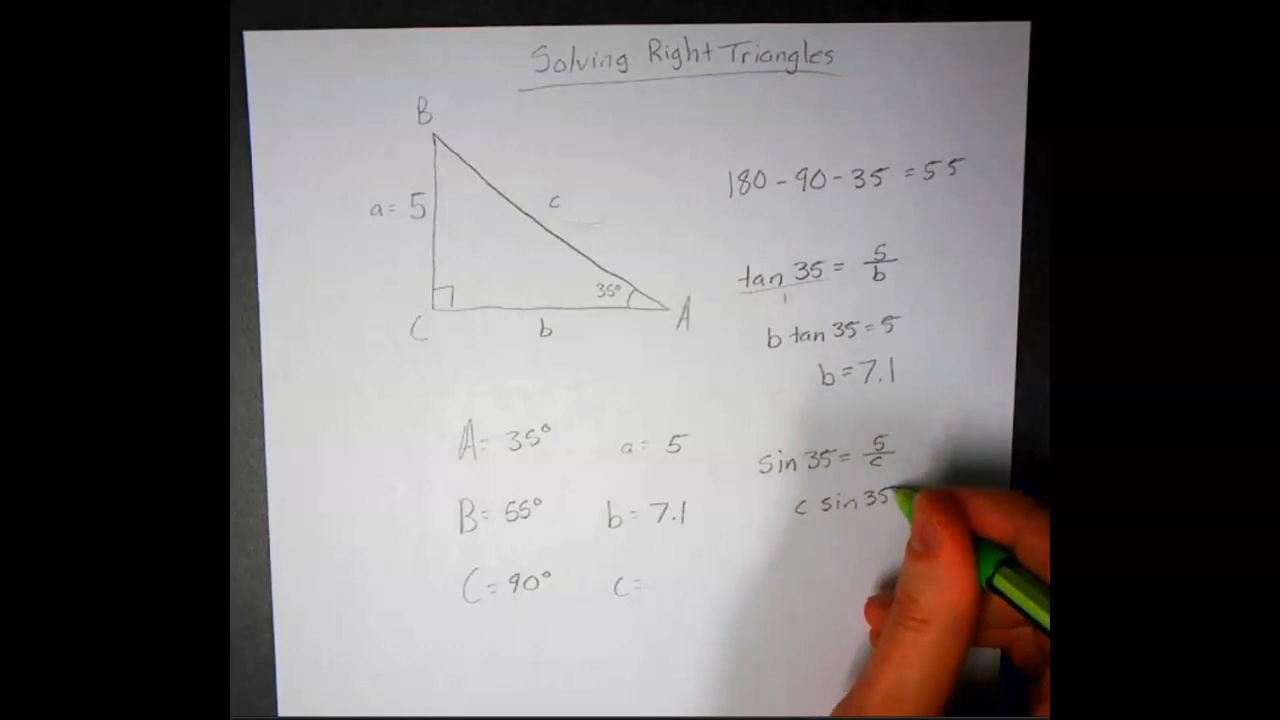 Solving Right Triangles
B
a = 5
c
35°
C
b
A
180 - 90 - 35 = 55
tan 35 = 5/b
b tan 35 = 5
b = 7.1
sin 35 = 5/c
c sin 35
A = 35° a = 5
B = 55° b = 7.1
C = 90° c =